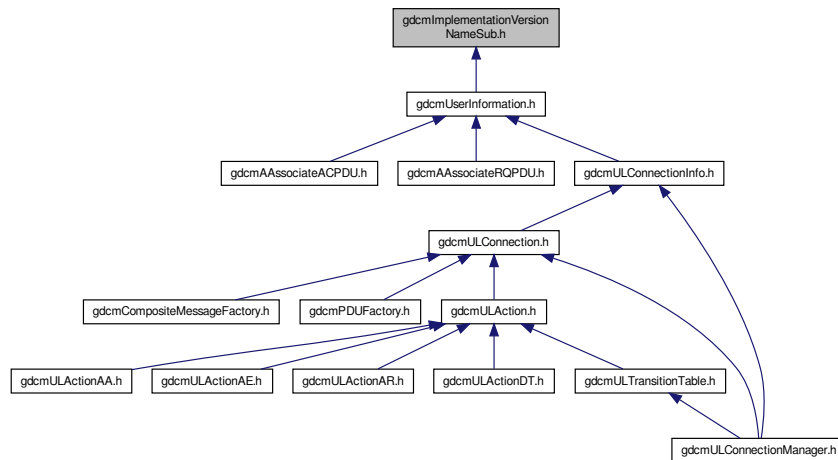 gdcmImplementationVersion
NameSub.h
gdcmUserInformation.h
gdcmAAssociateACPDU.h
gdcmAAssociateRQPDU.h
gdcmULConnectionInfo.h
gdcmULConnection.h
gdcmCompositeMessageFactory.h
gdcmPDUFactory.h
gdcmULAction.h
gdcmULActionAA.h
gdcmULActionAE.h
gdcmULActionAR.h
gdcmULActionDT.h
gdcmULTransitionTable.h
gdcmULConnectionManager.h